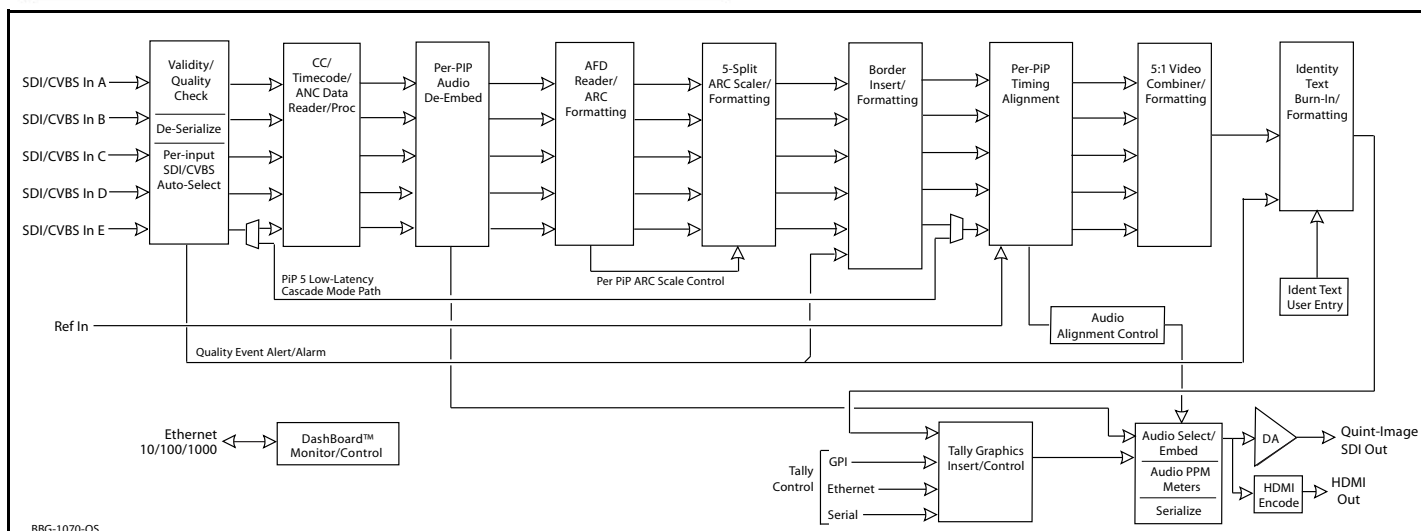 Validity/
Quality
Check
De-Serialize
Per-input
SDI/CVBS
Auto-Select
CC/
Timecode/
ANC Data
Reader/Proc
Per-PIP
Audio
De-Embed
AFD
Reader/
ARC
Formatting
5-Split
ARC Scaler/
Formatting
Border
Insert/
Formatting
Per-PiP
Timing
Alignment
5:1 Video
Combiner/
Formatting
Identity
Text
Burn-In/
Formatting
SDI/CVBS In A
SDI/CVBS In B
SDI/CVBS In C
SDI/CVBS In D
SDI/CVBS In E
PiP 5 Low-Latency
Cascade Mode Path
Per PiP ARC Scale Control
Ident Text
User Entry
Ref In
Audio
Alignment Control
Quality Event Alert/Alarm
Ethernet
10/100/1000
DashBoard™
Monitor/Control
Tally
Control
GPI
Ethernet
Serial
Tally Graphics
Insert/Control
Audio Select/
Embed
Audio PPM
Meters
Serialize
DA
Quint-Image
SDI Out
HDMI
Encode
HDMI
Out
BBG-1070-QS